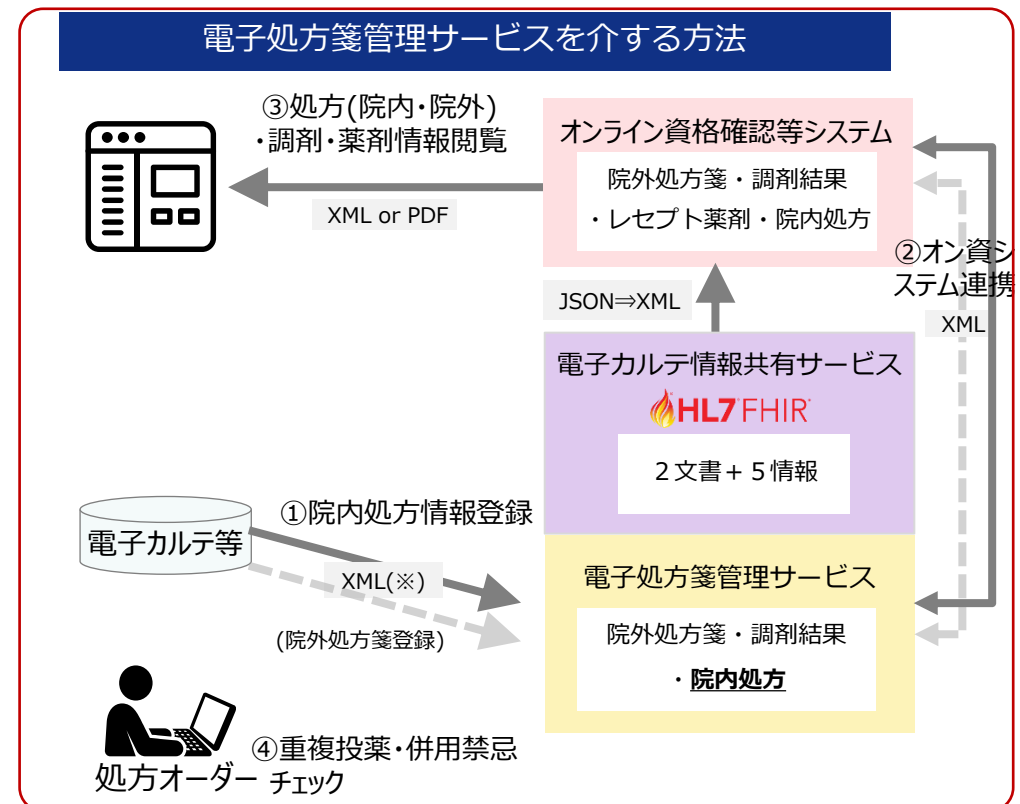 電子処方箋管理サービスを介する方法
③処方(院内・院外)
・調剤・薬剤情報閲覧
XML or PDF
オンライン資格確認等システム
院外処方箋・調剤結果
・レセプト薬剤・院内処方
②オン資シ
ステム連携
XML
JSON⇒XML
電子カルテ情報共有サービス
HL7 FHIR
２文書+５情報
①院内処方情報登録
電子カルテ等
XML(※)
(院外処方箋登録)
電子処方箋管理サービス
院外処方箋・調剤結果
・院内処方
④重複投薬・併用禁忌
チェック
処方オーダー